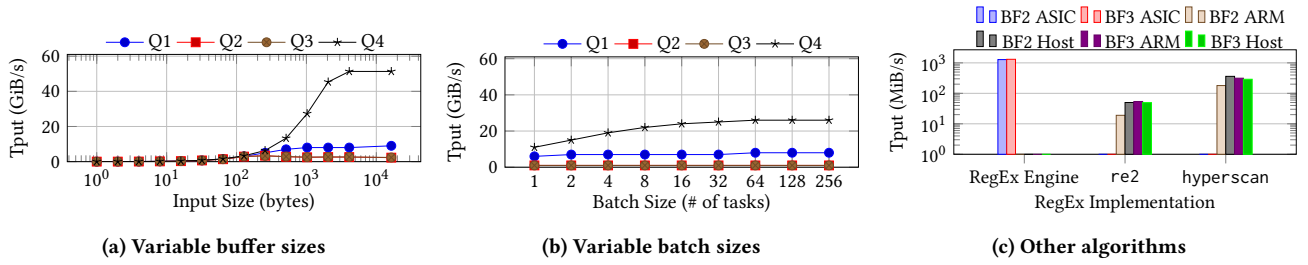 Q1 Q2 Q3 Q4
60
40
20
0
Tput (GiB/s)
10^0 10^1 10^2 10^3 10^4
Input Size (bytes)
(a) Variable buffer sizes
Q1 Q2 Q3 Q4
60
40
20
0
Tput (GiB/s)
1 2 4 8 16 32 64 128 256
Batch Size (# of tasks)
(b) Variable batch sizes
BF2 ASIC BF3 ASIC BF2 ARM
BF2 Host BF3 ARM BF3 Host
10^3
10^2
10^1
10^0
Tput (MiB/s)
RegEx Engine re2 hyperscan
RegEx Implementation
(c) Other algorithms